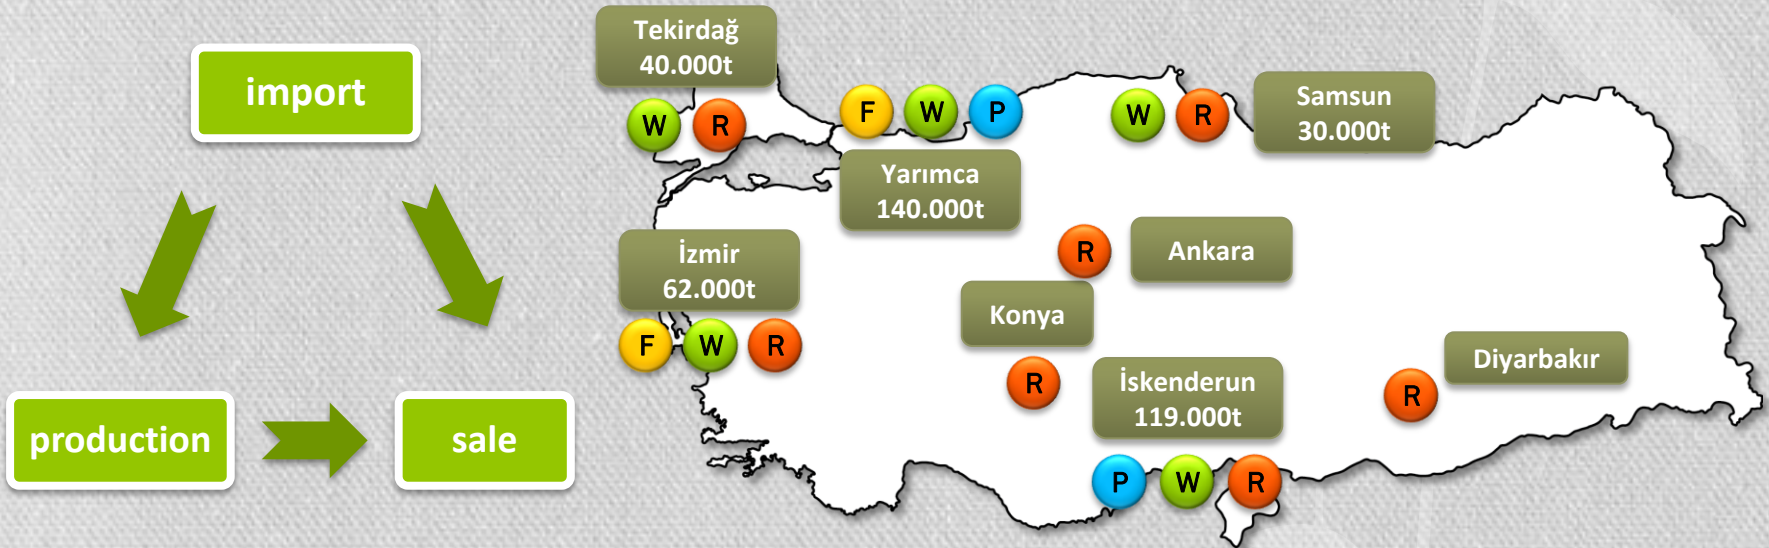 import
production
sale
Tekirdağ
40.000t
W R
F W P
Yarımca
140.000t
W R
Samsun
30.000t
İzmir
62.000t
F W R
R
Ankara
Konya
R
İskenderun
119.000t
P W R
Diyarbakır
R